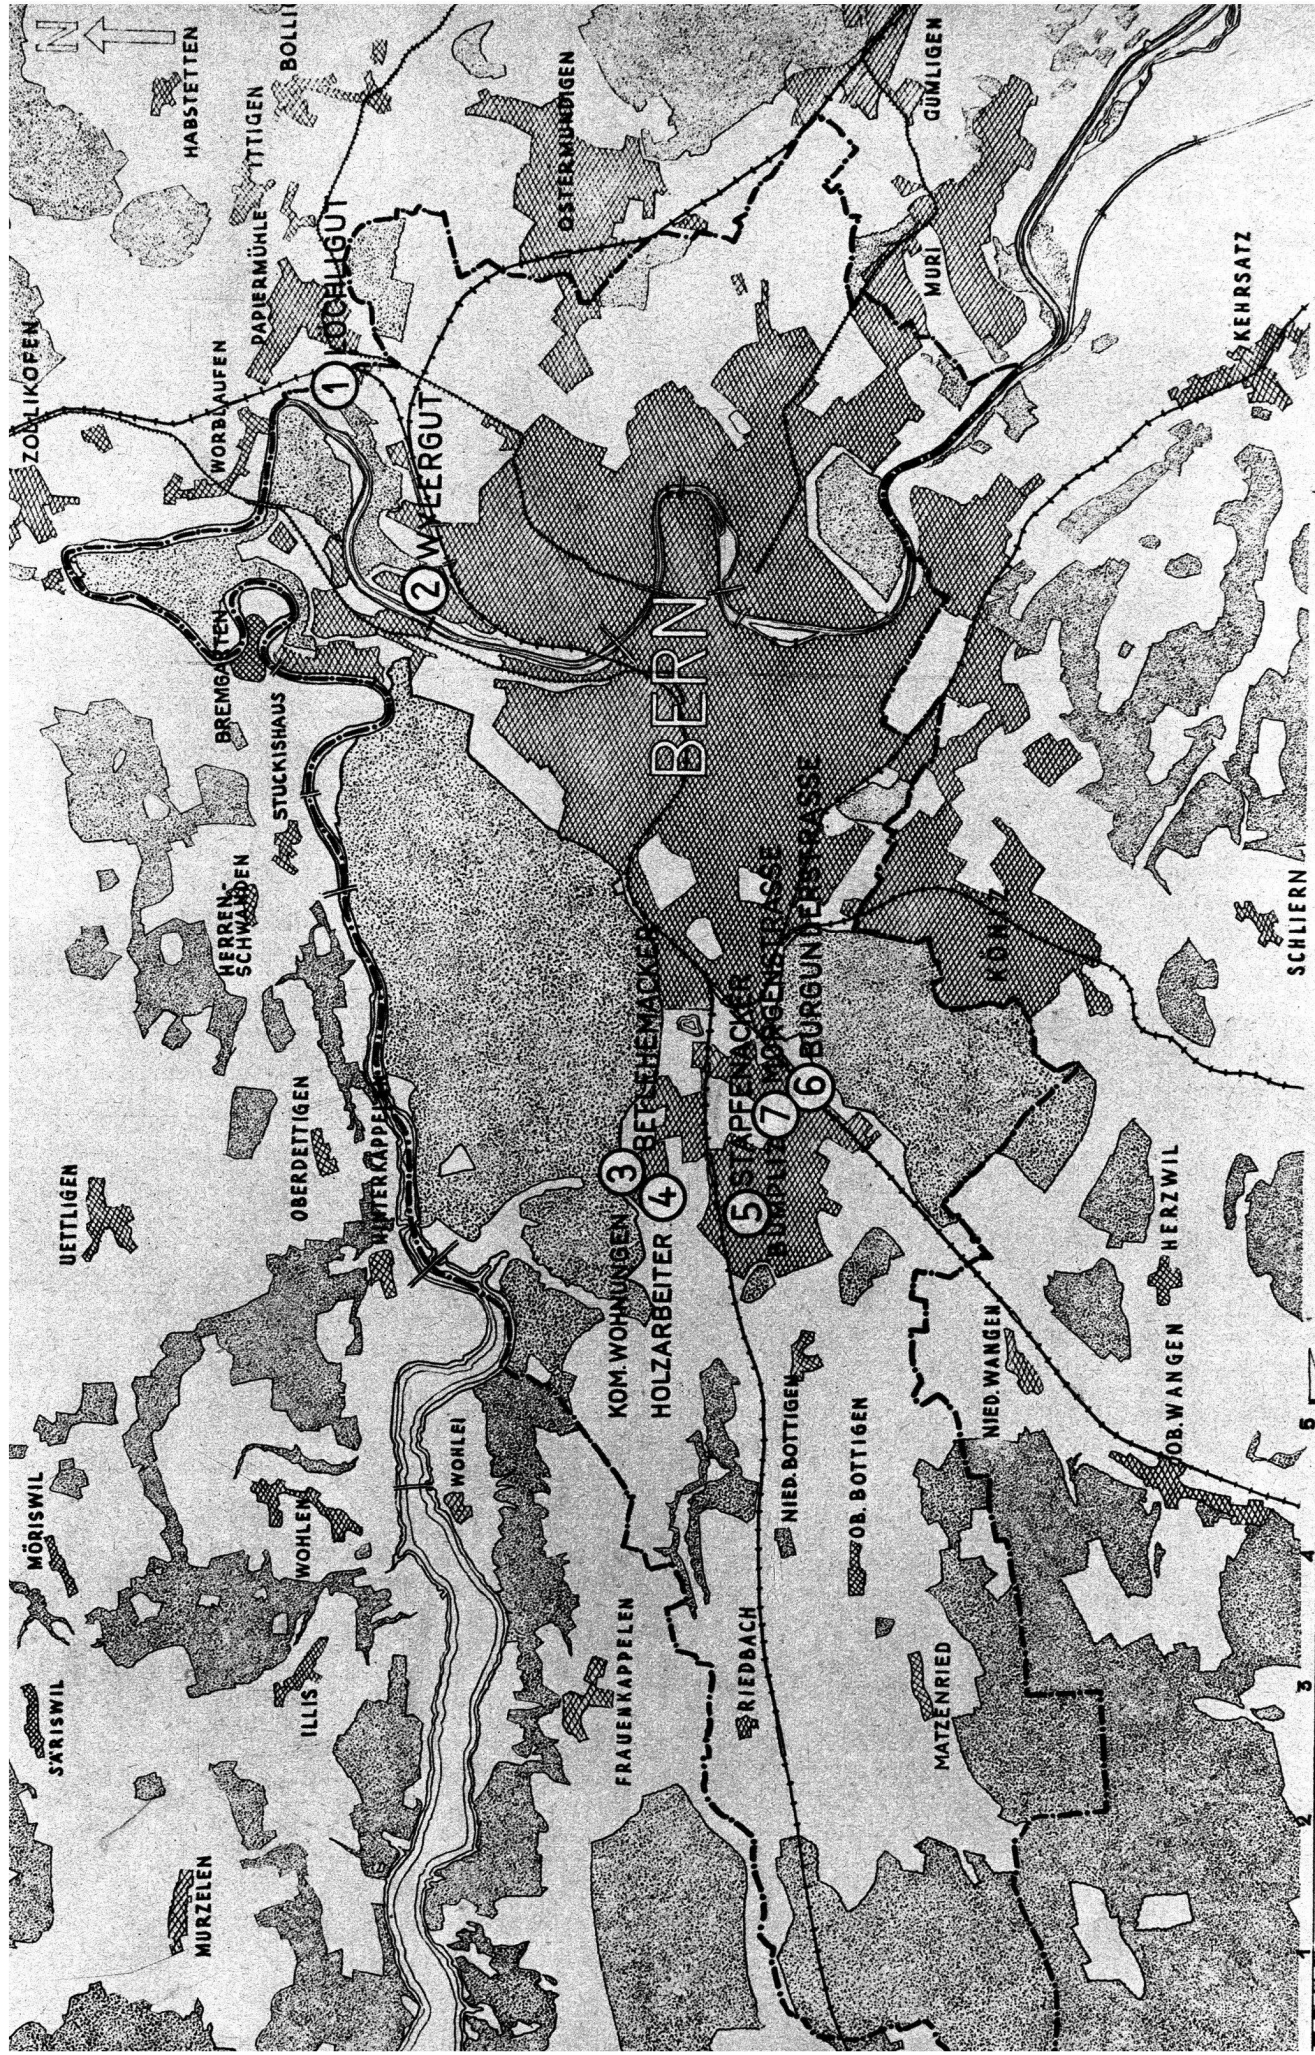 N
ZOLLIKOFEN
MÖRISWIL
SÄRISWIL
UETTLIGEN
HABSTETTEN
MURZELEN
BREMGARTEN
WORBLAUFEN
HERREN-
SCHWANDEN
PAPIERMÜHLE
ITTIGEN
STUCKISHAUS
BOLLI
WOHLEN
ILLIS
OBERDETTIGEN
1 KÖCHLIGUT
HINTERKAPPELEN
2 WYLERGUT
WOHLEI
OSTERMUNDIGEN
FRAUENKAPPELEN
KOM. WOHNUNGEN
3 BETLEHEMACKER
HOLZARBEITER 4
BERN
RIEDBACH
5 STAPFENACKER
BÜMPLIZ
7 MORGENSTRASSE
NIED. BOTTIGEN
6 BURGUNDERSTRASSE
OB. BOTTIGEN
MURI
GÜMLIGEN
MATZENRIED
NIED. WANGEN
KÖNIZ
HERZWIL
OB. WANGEN
KEHRSATZ
SCHLIERN
1 2 3 4 5